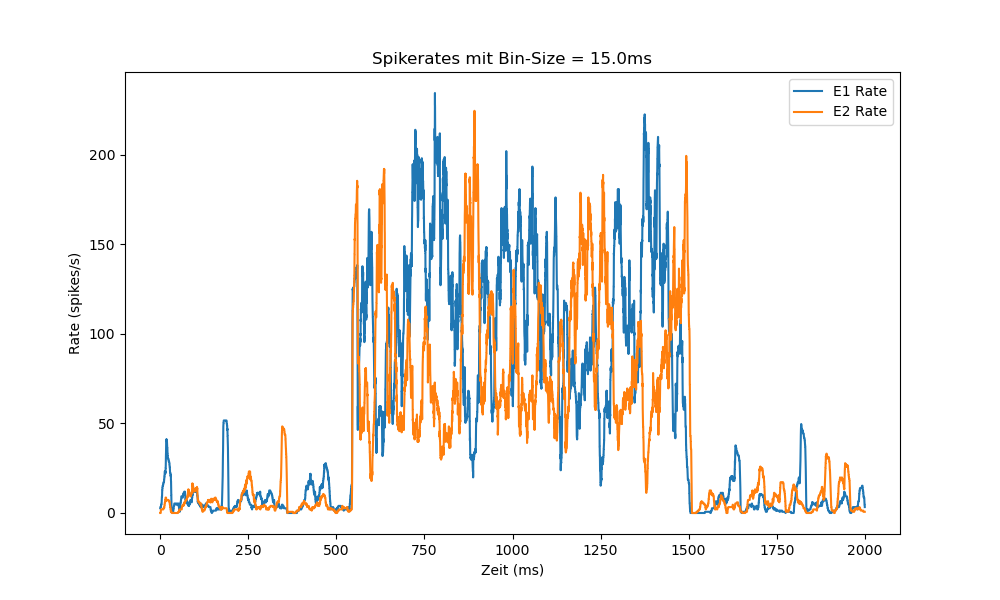 Spikerates mit Bin-Size = 15.0ms
E1 Rate
E2 Rate
Rate (spikes/s)
200
150
100
50
0
0 250 500 750 1000 1250 1500 1750 2000
Zeit (ms)